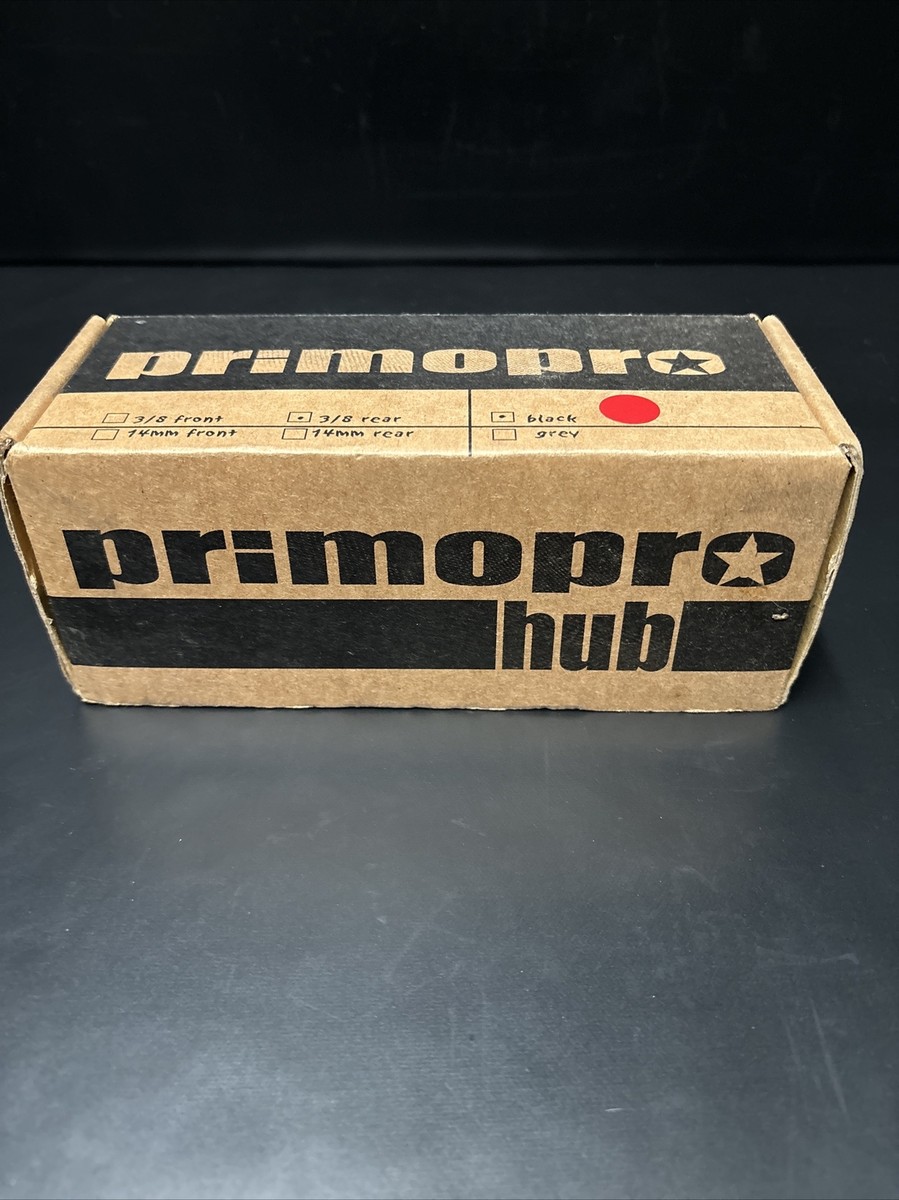 primopro
3/8 front 3/8 rear black
14mm front 14mm rear grey
primopro
hub